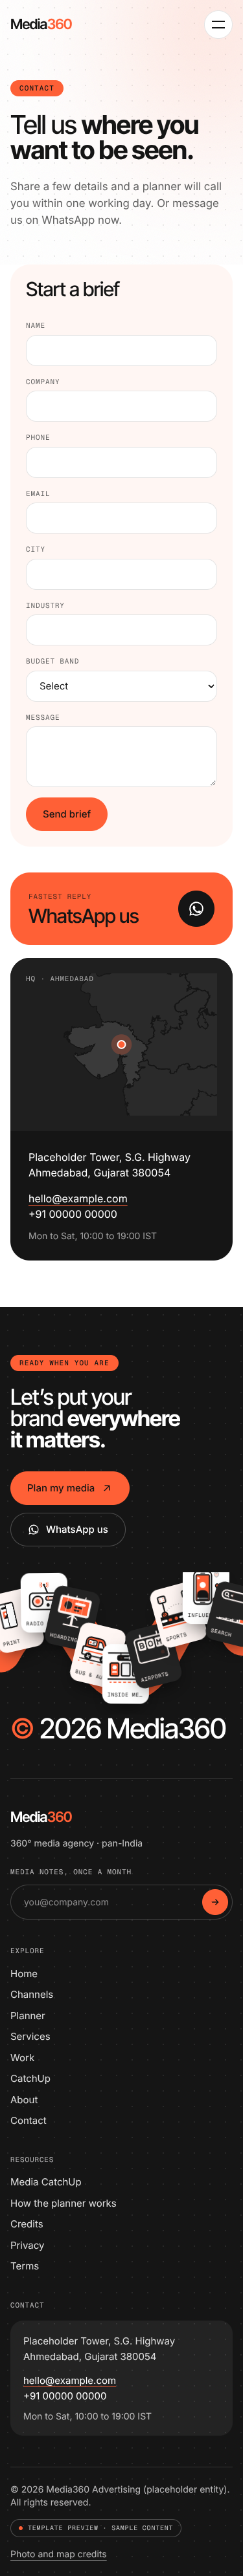 Media360
CONTACT
Tell us where you
want to be seen.
Share a few details and a planner will call
you within one working day. Or message
us on WhatsApp now.
Start a brief
NAME
COMPANY
PHONE
EMAIL
CITY
INDUSTRY
BUDGET BAND
Select
MESSAGE
Send brief
FASTEST REPLY
WhatsApp us
HQ · AHMEDABAD
Placeholder Tower, S.G. Highway
Ahmedabad, Gujarat 380054
hello@example.com
+91 00000 00000
Mon to Sat, 10:00 to 19:00 IST
READY WHEN YOU ARE
Let's put your
brand everywhere
it matters.
Plan my media
WhatsApp us
PRINT
RADIO
HOARDING
BUS & AU
INSIDE ME…
AIRPORTS
SPORTS
INFLUE
SEARCH
© 2026 Media360
Media360
360° media agency · pan-India
MEDIA NOTES, ONCE A MONTH
you@company.com
EXPLORE
Home
Channels
Planner
Services
Work
CatchUp
About
Contact
RESOURCES
Media CatchUp
How the planner works
Credits
Privacy
Terms
CONTACT
Placeholder Tower, S.G. Highway
Ahmedabad, Gujarat 380054
hello@example.com
+91 00000 00000
Mon to Sat, 10:00 to 19:00 IST
© 2026 Media360 Advertising (placeholder entity).
All rights reserved.
TEMPLATE PREVIEW · SAMPLE CONTENT
Photo and map credits